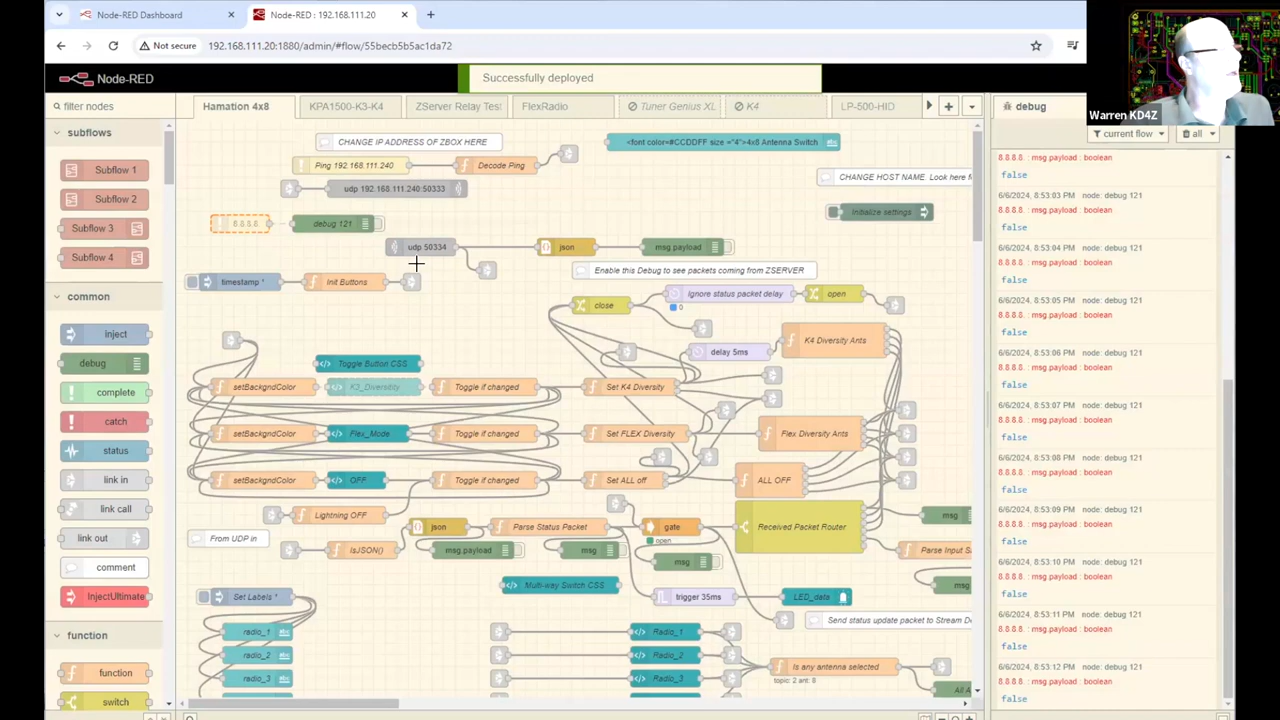 Node-RED Dashboard
Node-RED : 192.168.111.20
Not secure
192.168.111.20:1880/admin/#flow/55becb5b5ac1da72
Warren KD4Z
Node-RED
Successfully deployed
filter nodes
Hamation 4x8
KPA1500-K3-K4
ZServer Relay Tes
FlexRadio
Tuner Genius XL
K4
LP-500-HID
debug
current flow
all
subflows
Subflow 1
Subflow 2
Subflow 3
Subflow 4
common
inject
debug
complete
catch
status
link in
link call
link out
comment
InjectUltimate
function
function
switch
CHANGE IP ADDRESS OF ZBOX HERE
<font color=#CCDDFF size ="4">4x8 Antenna Switch
Ping 192.168.111.240
Decode Ping
CHANGE HOST NAME. Look here f
udp 192.168.111.240:50333
Initialize settings
8.8.8.8.
debug 121
udp 50334
json
msg.payload
Enable this Debug to see packets coming from ZSERVER
timestamp *
Init Buttons
close
Ignore status packet delay
open
0
K4 Diversity Ants
delay 5ms
Toggle Button CSS
setBackgndColor
K3_Diversitity
Toggle if changed
Set K4 Diversity
setBackgndColor
Flex_Mode
Toggle if changed
Set FLEX Diversity
Flex Diversity Ants
setBackgndColor
OFF
Toggle if changed
Set ALL off
ALL OFF
Lightning OFF
json
Parse Status Packet
gate
open
Received Packet Router
msg
From UDP in
IsJSON()
msg.payload
msg
msg
Parse Input S
Multi-way Switch CSS
msg
Set Labels *
trigger 35ms
LED_data
Send status update packet to Stream De
radio_1
Radio_1
radio_2
Radio_2
radio_3
Radio_3
Is any antenna selected
topic: 2 ant: 8
All A
8.8.8.8. : msg.payload : boolean
false
6/6/2024, 8:53:03 PM node: debug 121
8.8.8.8. : msg.payload : boolean
false
6/6/2024, 8:53:04 PM node: debug 121
8.8.8.8. : msg.payload : boolean
false
6/6/2024, 8:53:05 PM node: debug 121
8.8.8.8. : msg.payload : boolean
false
6/6/2024, 8:53:06 PM node: debug 121
8.8.8.8. : msg.payload : boolean
false
6/6/2024, 8:53:07 PM node: debug 121
8.8.8.8. : msg.payload : boolean
false
6/6/2024, 8:53:08 PM node: debug 121
8.8.8.8. : msg.payload : boolean
false
6/6/2024, 8:53:09 PM node: debug 121
8.8.8.8. : msg.payload : boolean
false
6/6/2024, 8:53:10 PM node: debug 121
8.8.8.8. : msg.payload : boolean
false
6/6/2024, 8:53:11 PM node: debug 121
8.8.8.8. : msg.payload : boolean
false
6/6/2024, 8:53:12 PM node: debug 121
8.8.8.8. : msg.payload : boolean
false